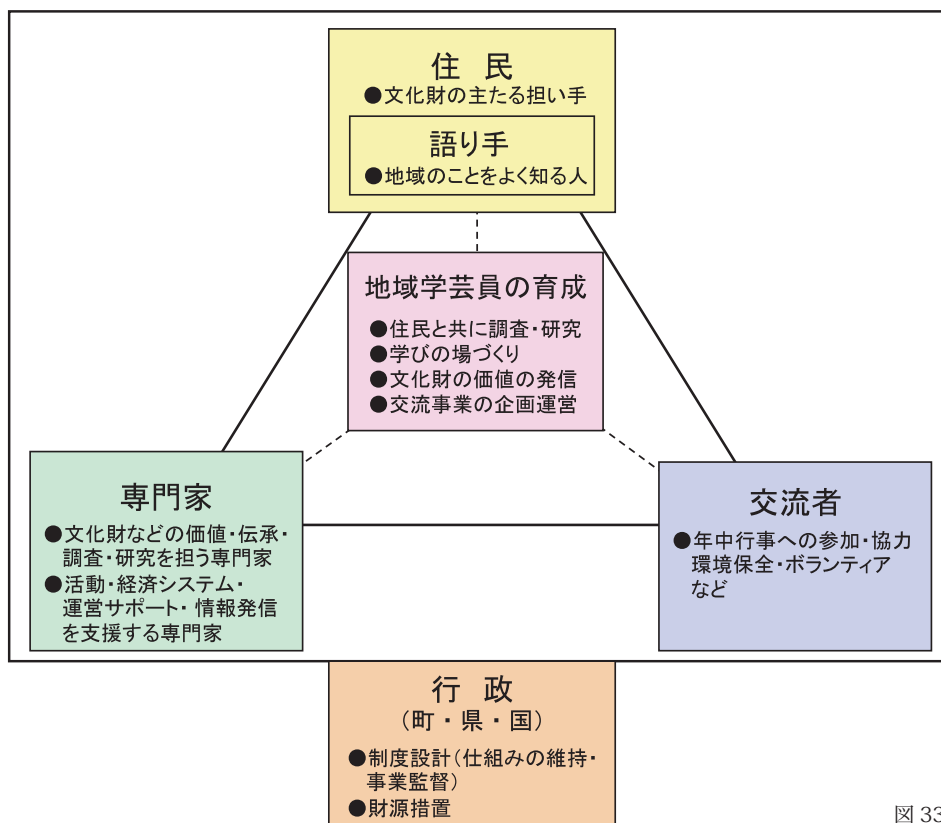 住 民
●文化財の主たる担い手
語り手
●地域のことをよく知る人
地域学芸員の育成
●住民と共に調査・研究
●学びの場づくり
●文化財の価値の発信
●交流事業の企画運営
専門家
●文化財などの価値・伝承・
調査・研究を担う専門家
●活動・経済システム・
運営サポート・情報発信
を支援する専門家
交流者
●年中行事への参加・協力
環境保全・ボランティア
など
行 政
(町・県・国)
●制度設計(仕組みの維持・
事業監督)
●財源措置
図 33